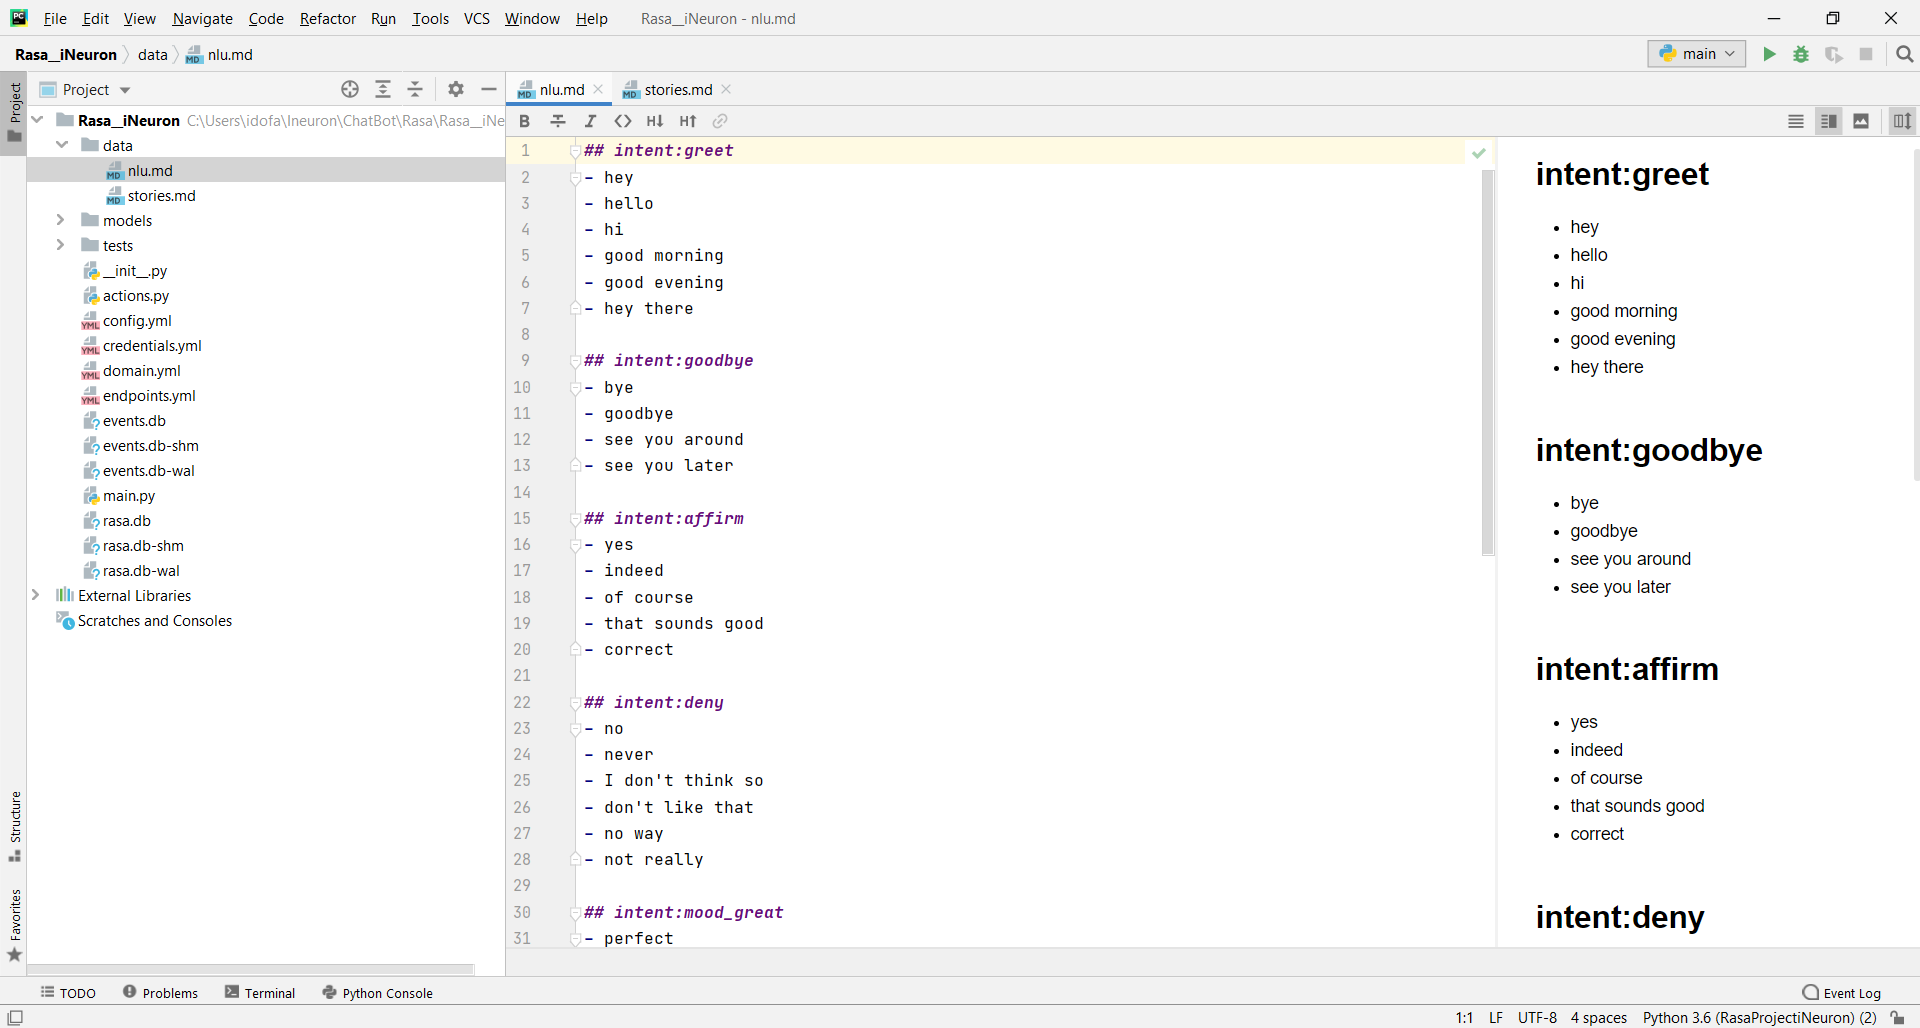 File Edit View Navigate Code Refactor Run Tools VCS Window Help Rasa__iNeuron - nlu.md
Rasa__iNeuron data nlu.md main
Project
Project
nlu.md
stories.md
Rasa__iNeuron C:\Users\idofa\Ineuron\ChatBot\Rasa\Rasa__iNe
data
nlu.md
stories.md
models
tests
__init__.py
actions.py
config.yml
credentials.yml
domain.yml
endpoints.yml
events.db
events.db-shm
events.db-wal
main.py
rasa.db
rasa.db-shm
rasa.db-wal
External Libraries
Scratches and Consoles
Structure
Favorites
B I <> H↓ H↑
1 ## intent:greet
2 - hey
3 - hello
4 - hi
5 - good morning
6 - good evening
7 - hey there
8
9 ## intent:goodbye
10 - bye
11 - goodbye
12 - see you around
13 - see you later
14
15 ## intent:affirm
16 - yes
17 - indeed
18 - of course
19 - that sounds good
20 - correct
21
22 ## intent:deny
23 - no
24 - never
25 - I don't think so
26 - don't like that
27 - no way
28 - not really
29
30 ## intent:mood_great
31 - perfect
intent:greet
• hey
• hello
• hi
• good morning
• good evening
• hey there
intent:goodbye
• bye
• goodbye
• see you around
• see you later
intent:affirm
• yes
• indeed
• of course
• that sounds good
• correct
intent:deny
TODO Problems Terminal Python Console Event Log
1:1 LF UTF-8 4 spaces Python 3.6 (RasaProjectiNeuron) (2)